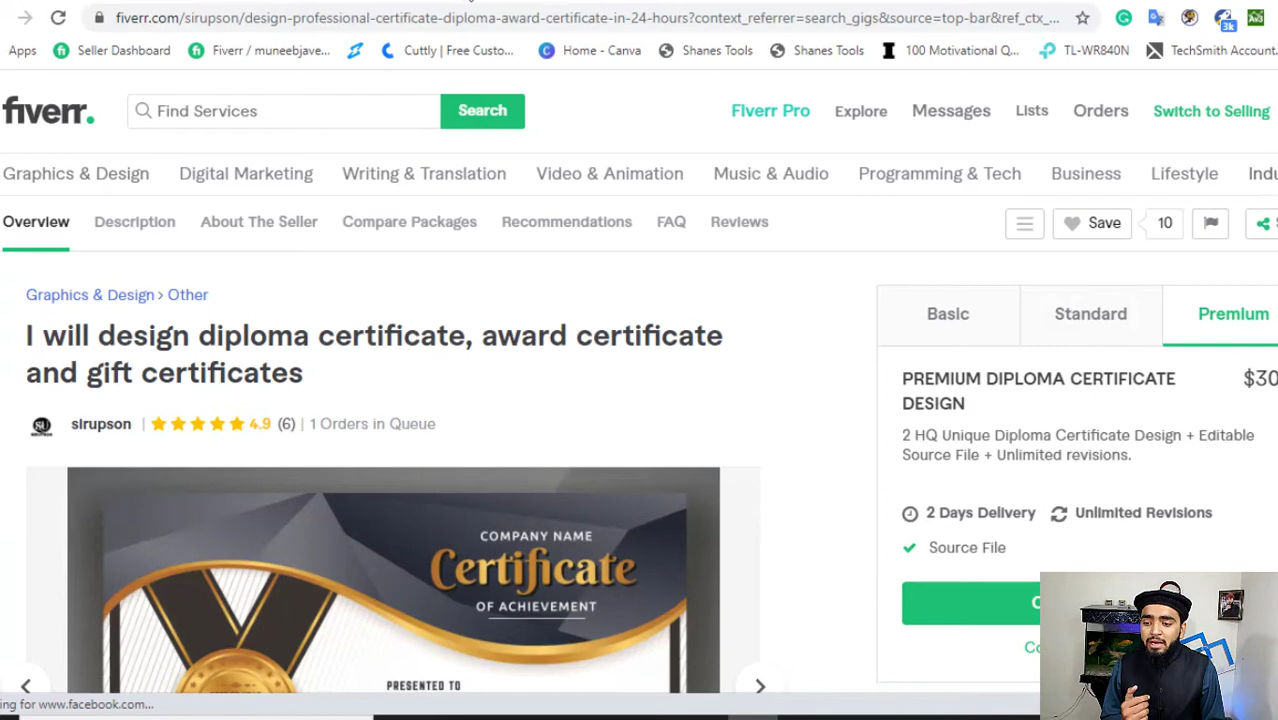 fiverr.com/sirupson/design-professional-certificate-diploma-award-certificate-in-24-hours?context_referrer=search_gigs&source=top-bar&ref_ctx_...
3k
Apps Seller Dashboard Fiverr / muneebjave... Cuttly | Free Custo... Home - Canva Shanes Tools Shanes Tools 100 Motivational Q... TL-WR840N TechSmith Account.
fiverr. Find Services Search Fiverr Pro Explore Messages Lists Orders Switch to Selling
Graphics & Design Digital Marketing Writing & Translation Video & Animation Music & Audio Programming & Tech Business Lifestyle Indu
Overview Description About The Seller Compare Packages Recommendations FAQ Reviews Save 10
Graphics & Design > Other
I will design diploma certificate, award certificate
and gift certificates
sirupson | 4.9 (6) | 1 Orders in Queue
COMPANY NAME
Certificate
OF ACHIEVEMENT
PRESENTED TO
Basic Standard Premium
PREMIUM DIPLOMA CERTIFICATE
DESIGN
$30
2 HQ Unique Diploma Certificate Design + Editable
Source File + Unlimited revisions.
2 Days Delivery Unlimited Revisions
Source File
ing for www.facebook.com...